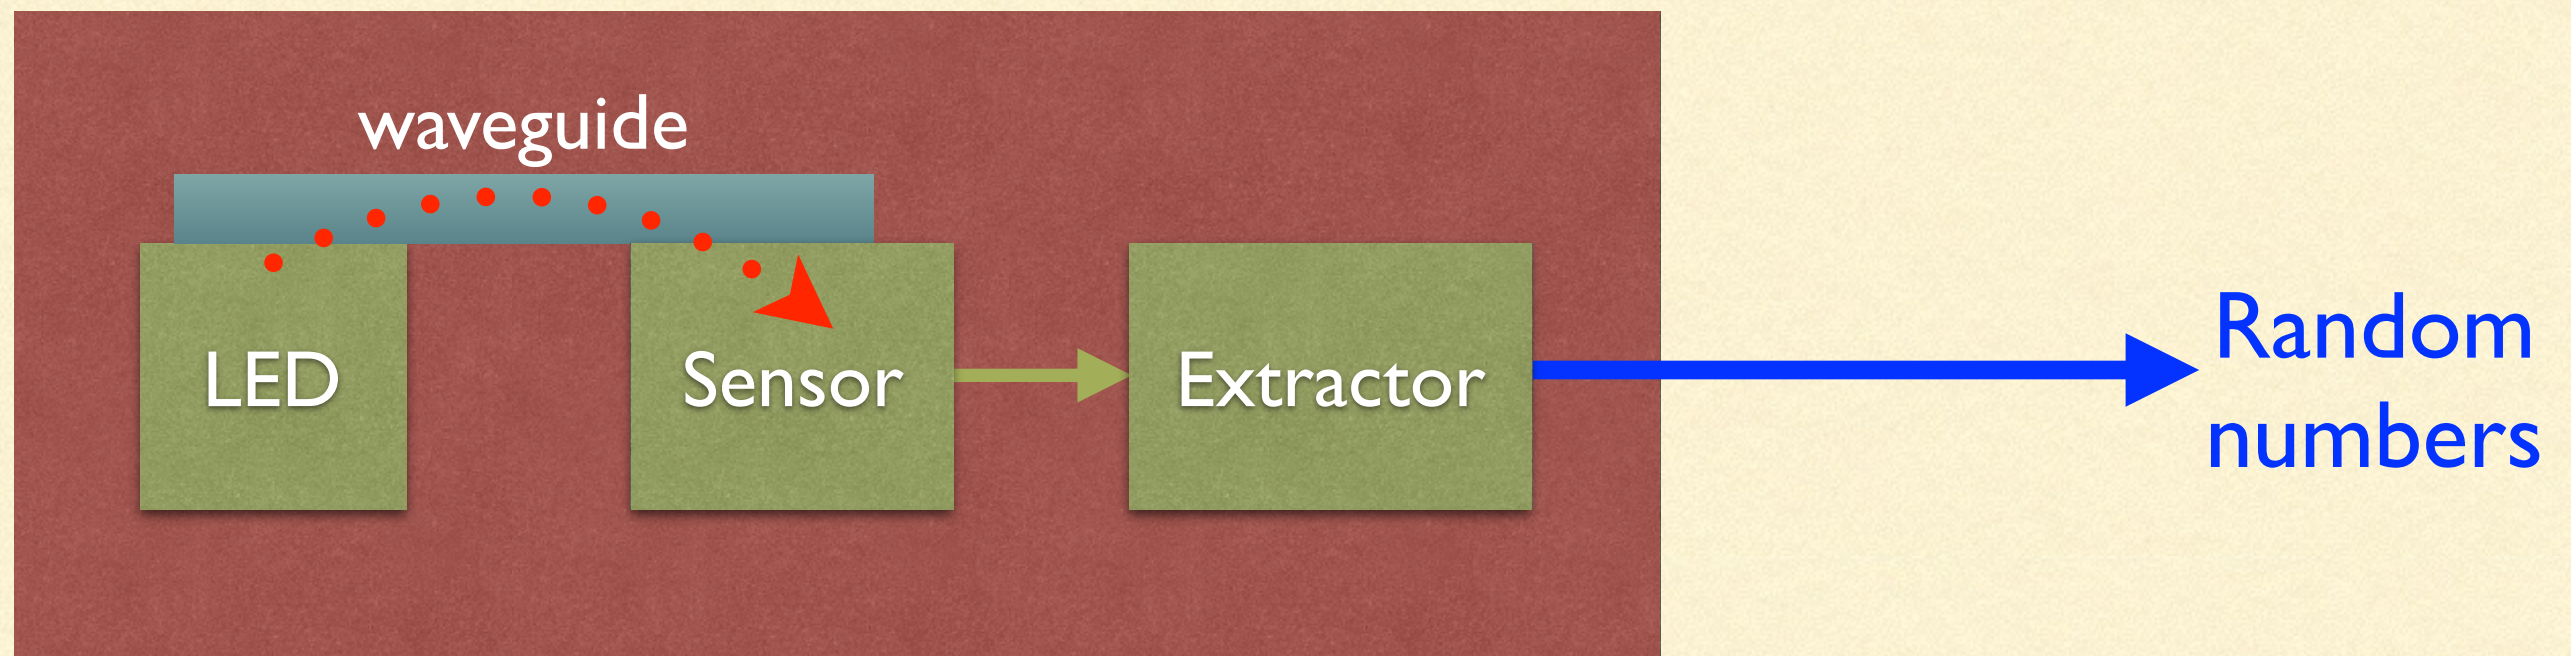 waveguide
LED
Sensor
Extractor
Random
numbers